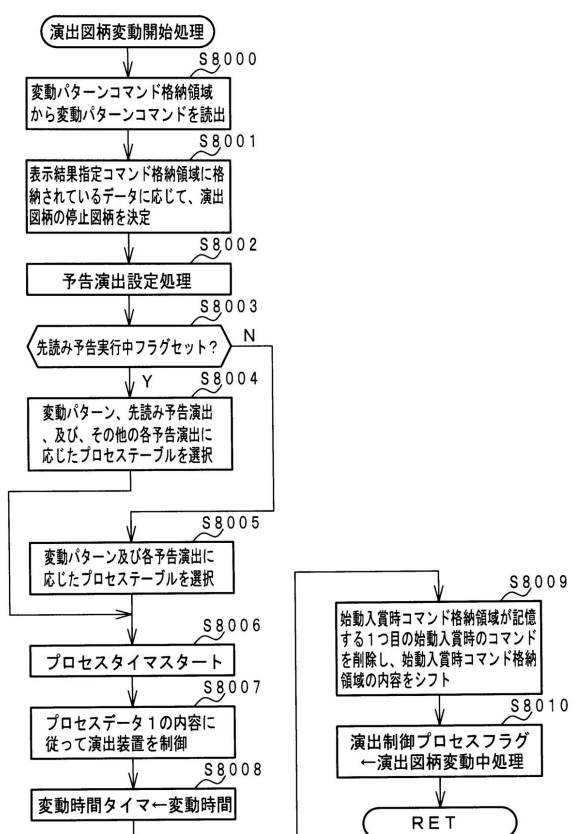 演出図柄変動開始処理
S8000
変動パターンコマンド格納領域
から変動パターンコマンドを読出
S8001
表示結果指定コマンド格納領域に格
納されているデータに応じて、演出
図柄の停止図柄を決定
S8002
予告演出設定処理
S8003
先読み予告実行中フラグセット?
N
Y
S8004
変動パターン、先読み予告演出
、及び、その他の各予告演出に
応じたプロセステーブルを選択
S8005
変動パターン及び各予告演出に
応じたプロセステーブルを選択
S8006
プロセスタイマスタート
S8007
プロセスデータ1の内容に
従って演出装置を制御
S8008
変動時間タイマ←変動時間
S8009
始動入賞時コマンド格納領域が記憶
する1つ目の始動入賞時のコマンド
を削除し、始動入賞時コマンド格納
領域の内容をシフト
S8010
演出制御プロセスフラグ
←演出図柄変動中処理
RET